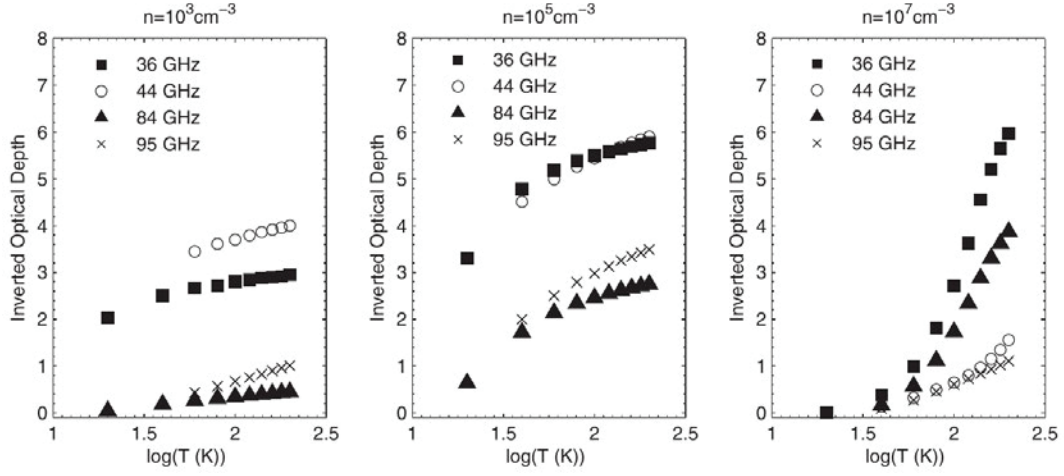 n=10³cm⁻³
8
7
6
5
4
3
2
1
0
Inverted Optical Depth
36 GHz
44 GHz
84 GHz
95 GHz
1 1.5 2 2.5
log(T (K))
n=10⁵cm⁻³
8
7
6
5
4
3
2
1
0
Inverted Optical Depth
36 GHz
44 GHz
84 GHz
95 GHz
1 1.5 2 2.5
log(T (K))
n=10⁷cm⁻³
8
7
6
5
4
3
2
1
0
Inverted Optical Depth
36 GHz
44 GHz
84 GHz
95 GHz
1 1.5 2 2.5
log(T (K))